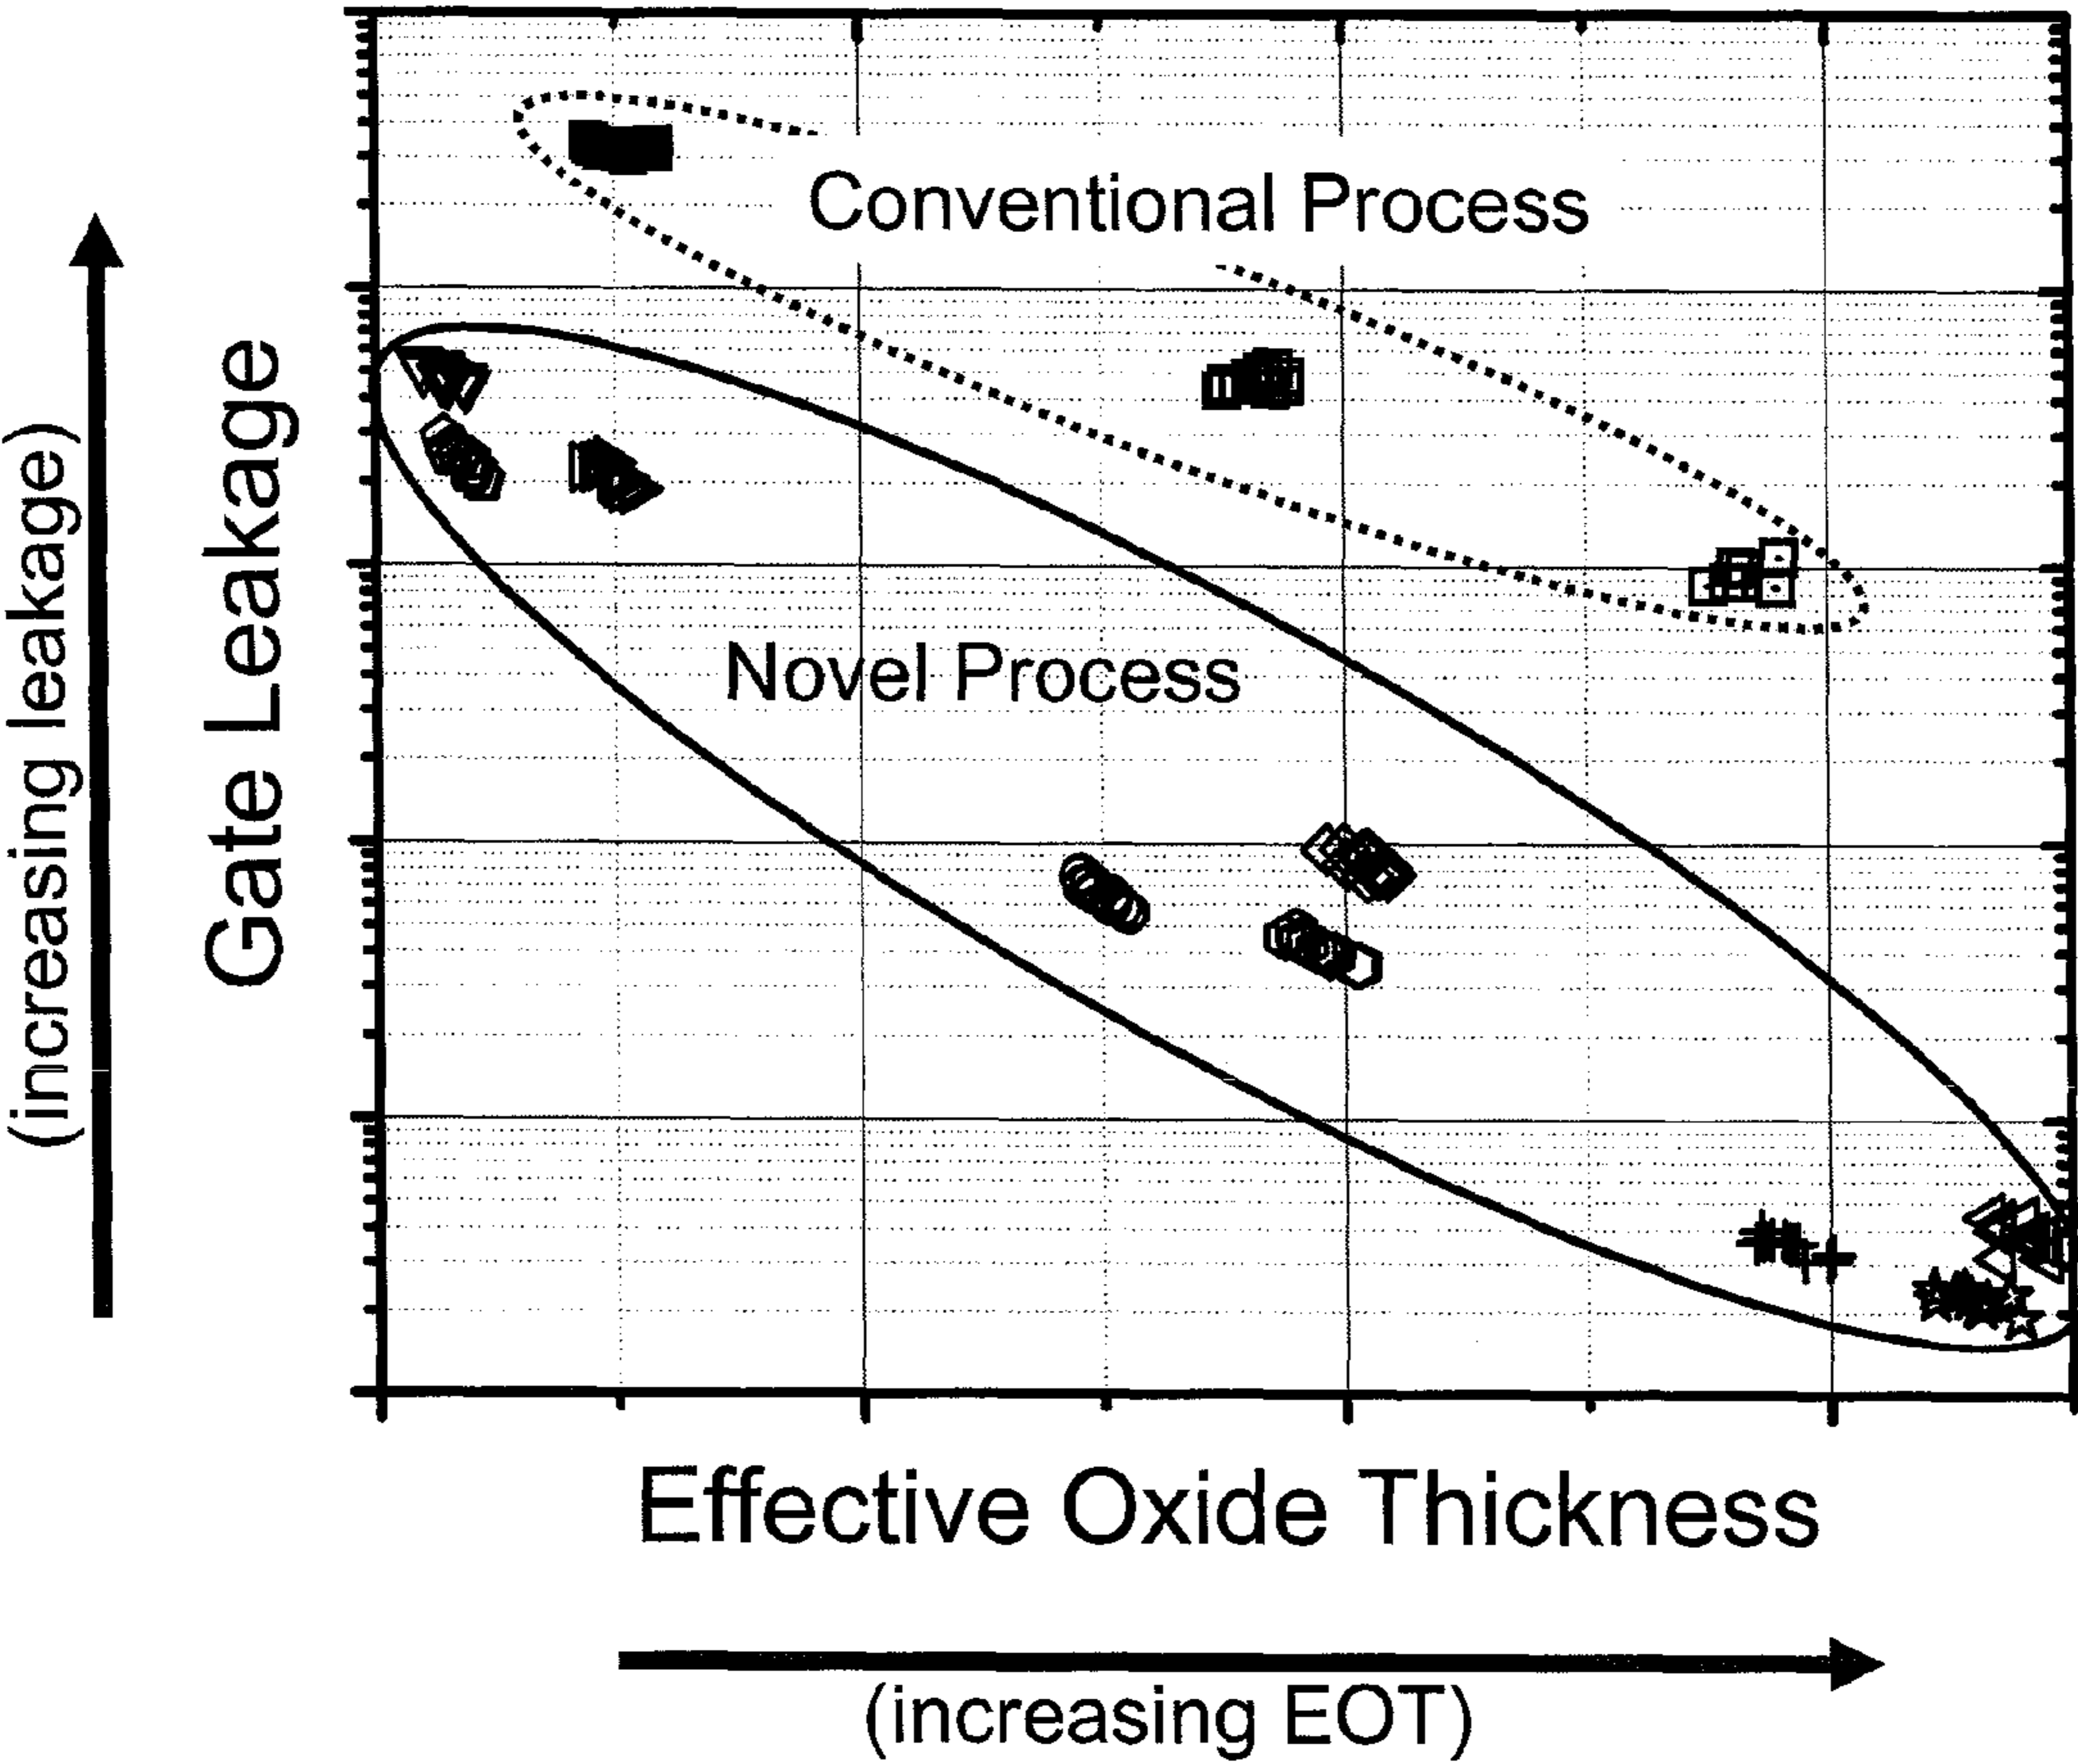 Conventional Process
Novel Process
Gate Leakage
(increasing leakage)
Effective Oxide Thickness
(increasing EOT)